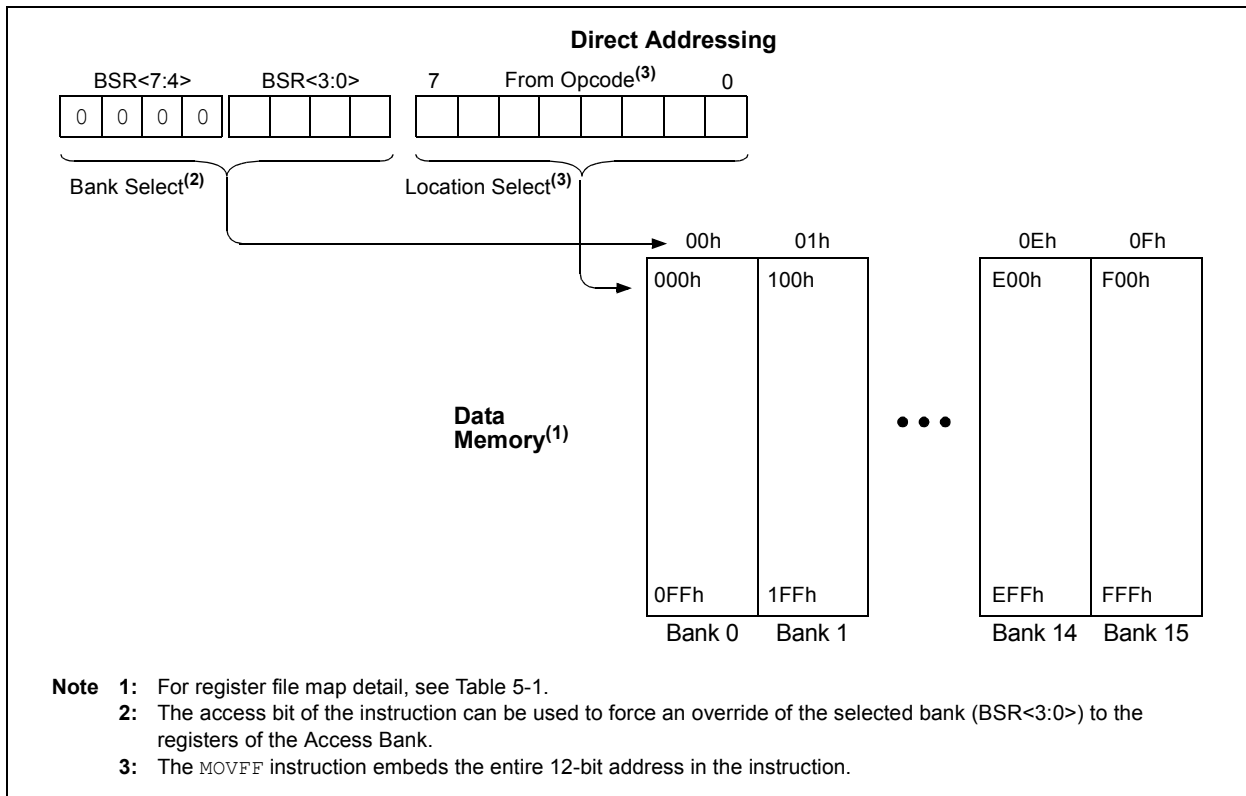 Direct Addressing
BSR<7:4> BSR<3:0> 7 From Opcode(3) 0
0 0 0 0
Bank Select(2) Location Select(3)
00h 01h 0Eh 0Fh
000h 100h E00h F00h
Data
Memory(1)
0FFh 1FFh EFFh FFFh
Bank 0 Bank 1 Bank 14 Bank 15
Note 1: For register file map detail, see Table 5-1.
2: The access bit of the instruction can be used to force an override of the selected bank (BSR<3:0>) to the
registers of the Access Bank.
3: The MOVFF instruction embeds the entire 12-bit address in the instruction.